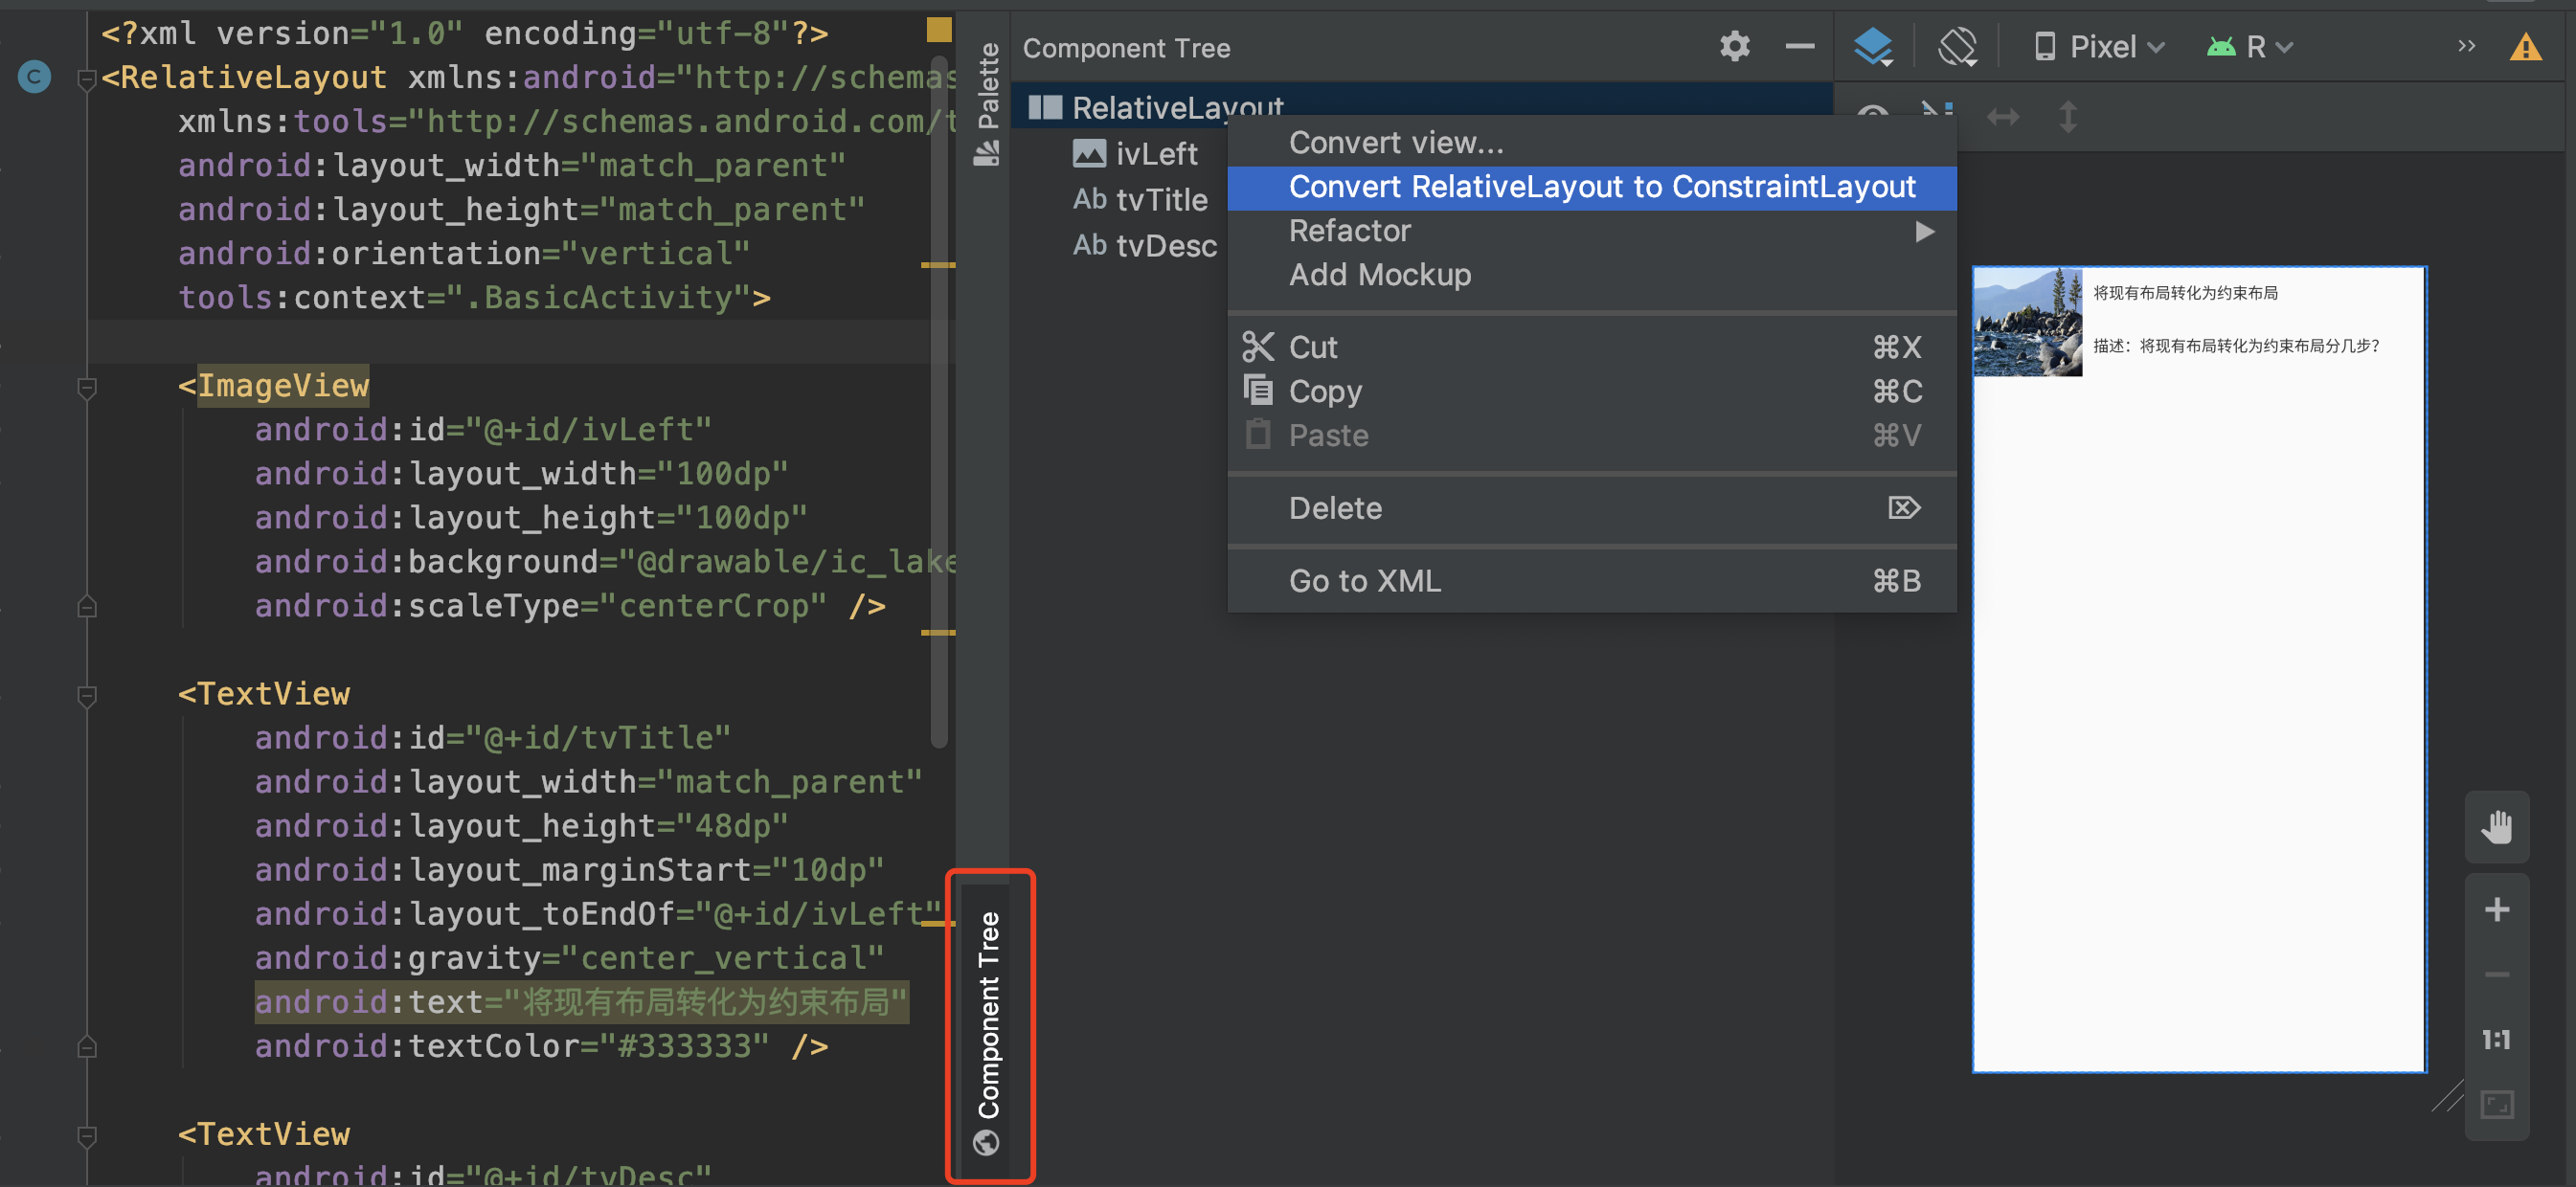 <?xml version="1.0" encoding="utf-8"?>
<RelativeLayout xmlns:android="http://schemas
xmlns:tools="http://schemas.android.com/t
android:layout_width="match_parent"
android:layout_height="match_parent"
android:orientation="vertical"
tools:context=".BasicActivity">
<ImageView
android:id="@+id/ivLeft"
android:layout_width="100dp"
android:layout_height="100dp"
android:background="@drawable/ic_lake
android:scaleType="centerCrop" />
<TextView
android:id="@+id/tvTitle"
android:layout_width="match_parent"
android:layout_height="48dp"
android:layout_marginStart="10dp"
android:layout_toEndOf="@+id/ivLeft"
android:gravity="center_vertical"
android:text="将现有布局转化为约束布局"
android:textColor="#333333" />
<TextView
android:id="@+id/tvDesc"
C
Palette
Component Tree
Component Tree
RelativeLayout
ivLeft
Ab tvTitle
Ab tvDesc
Convert view...
Convert RelativeLayout to ConstraintLayout
Refactor
Add Mockup
Cut ⌘X
Copy ⌘C
Paste ⌘V
Delete
Go to XML ⌘B
Pixel
R
将现有布局转化为约束布局
描述：将现有布局转化为约束布局分几步？
1:1